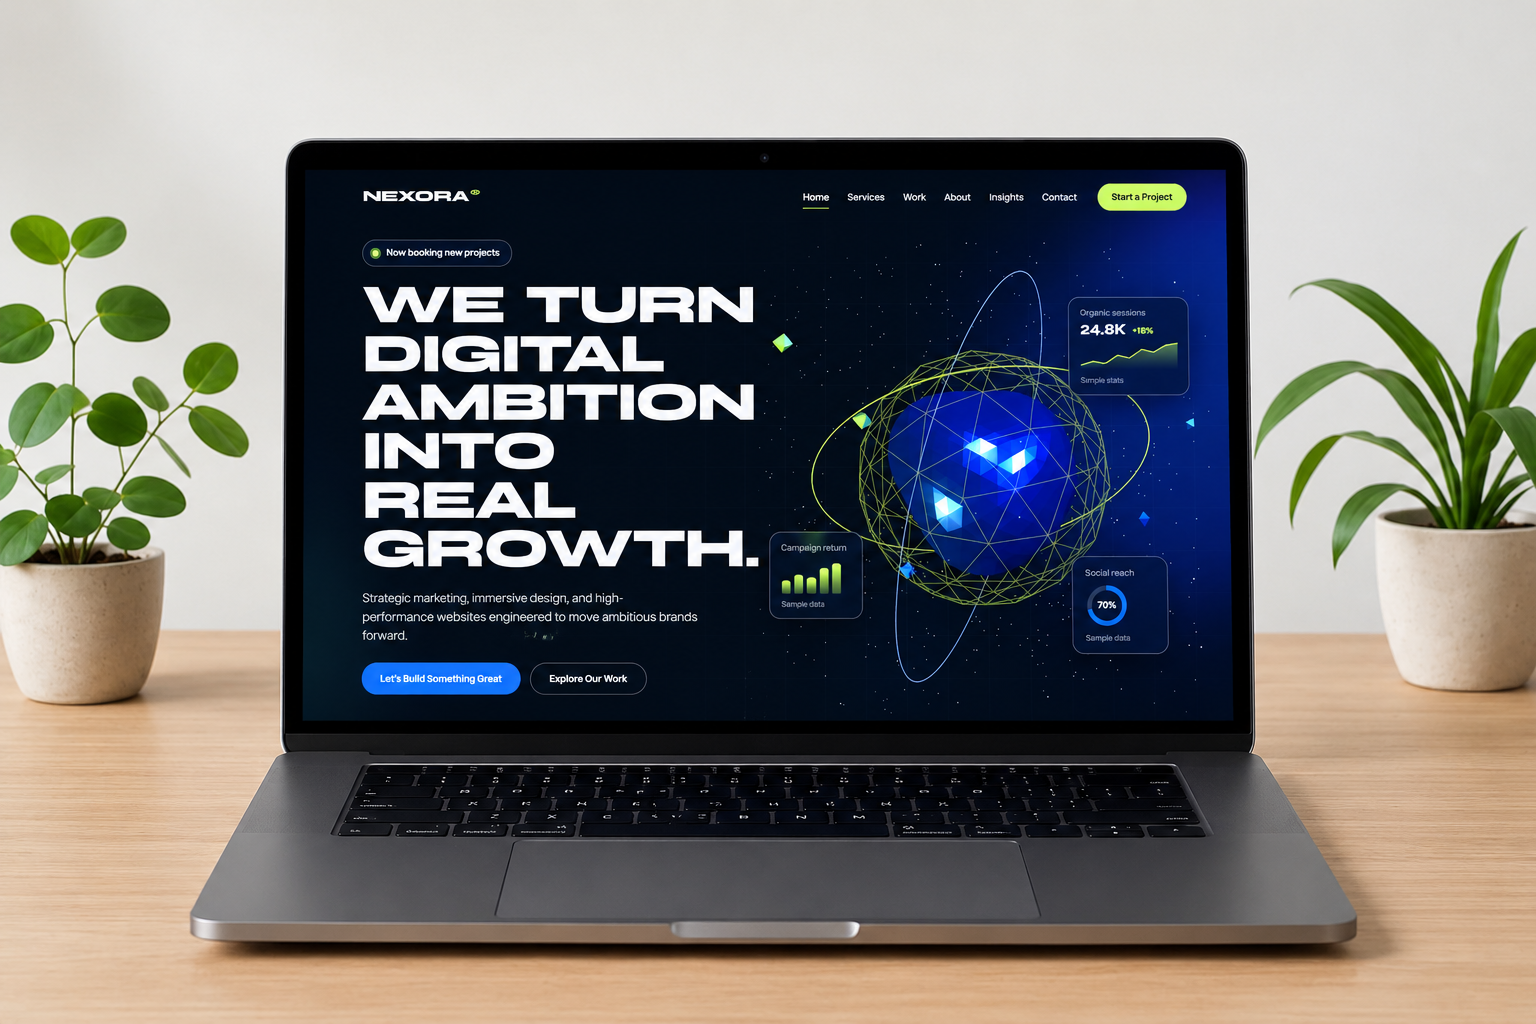 NEXORA
Home Services Work About Insights Contact Start a Project
Now booking new projects
WE TURN
DIGITAL
AMBITION
INTO
REAL
GROWTH.
Strategic marketing, immersive design, and high-
performance websites engineered to move ambitious brands
forward.
Let's Build Something Great Explore Our Work
Organic sessions
24.8K +18%
Simple stats
Campaign return
Sample data
Social reach
70%
Sample data